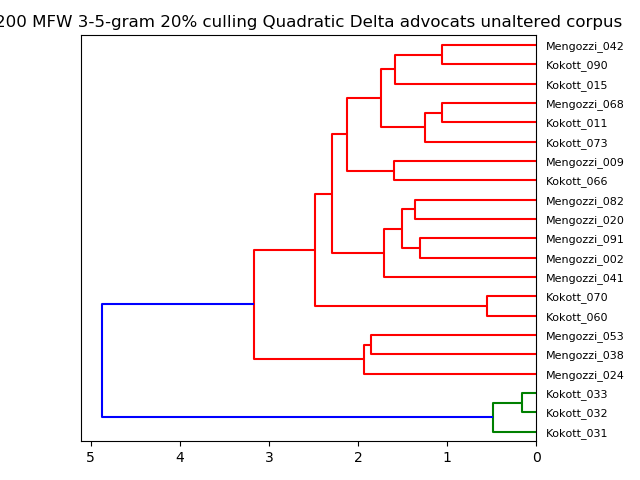 200 MFW 3-5-gram 20% culling Quadratic Delta advocats unaltered corpus
Mengozzi_042
Kokott_090
Kokott_015
Mengozzi_068
Kokott_011
Kokott_073
Mengozzi_009
Kokott_066
Mengozzi_082
Mengozzi_020
Mengozzi_091
Mengozzi_002
Mengozzi_041
Kokott_070
Kokott_060
Mengozzi_053
Mengozzi_038
Mengozzi_024
Kokott_033
Kokott_032
Kokott_031
5 4 3 2 1 0